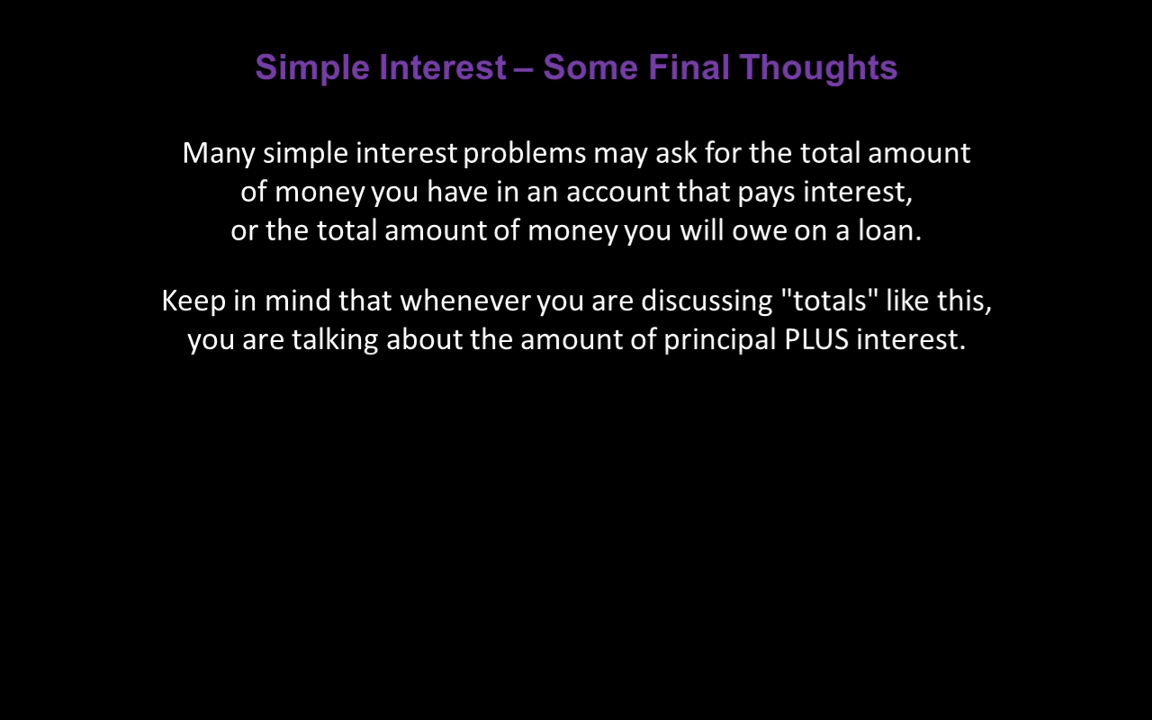 Simple Interest – Some Final Thoughts
Many simple interest problems may ask for the total amount
of money you have in an account that pays interest,
or the total amount of money you will owe on a loan.
Keep in mind that whenever you are discussing "totals" like this,
you are talking about the amount of principal PLUS interest.